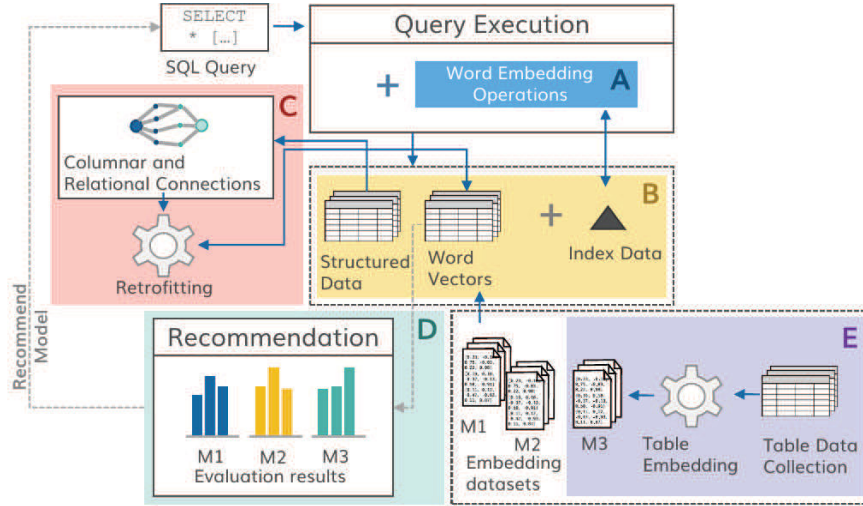 SELECT
* [...]
SQL Query
Query Execution
+
Word Embedding
Operations
A
C
Columnar and
Relational Connections
Retrofitting
B
Structured
Data
Word
Vectors
+
Index Data
Recommend
Model
D
Recommendation
M1
M2
M3
Evaluation results
E
M1
M2
M3
Embedding
datasets
Table
Embedding
Table Data
Collection